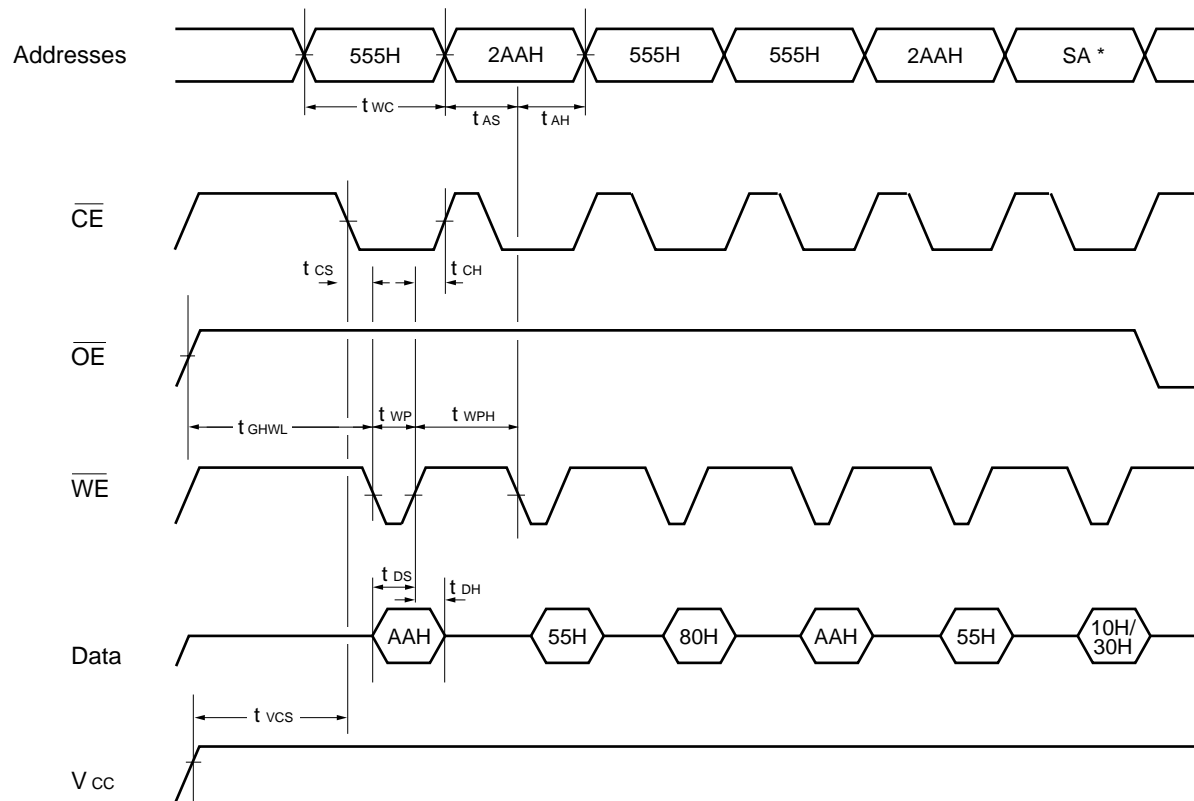 Addresses 555H 2AAH 555H 555H 2AAH SA *
t WC t AS t AH
CE
t CS t CH
OE
t GHWL t WP t WPH
WE
t DS t DH
Data AAH 55H 80H AAH 55H 10H/
30H
t VCS
V CC